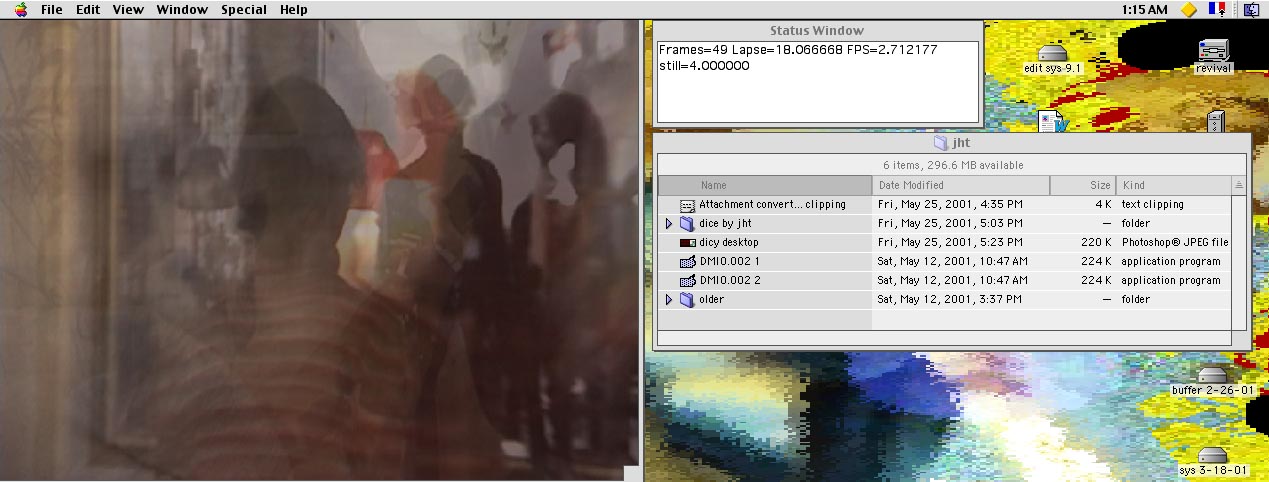 File Edit View Window Special Help 1:15 AM
Status Window
Frames=49 Lapse=18.066668 FPS=2.712177
still=4.000000
edit sys 9.1
revival
jht
6 items, 296.6 MB available
Name Date Modified Size Kind
Attachment convert... clipping Fri, May 25, 2001, 4:35 PM 4 K text clipping
dice by jht Fri, May 25, 2001, 5:03 PM — folder
dicy desktop Fri, May 25, 2001, 5:23 PM 220 K Photoshop® JPEG file
DMI0.002 1 Sat, May 12, 2001, 10:47 AM 224 K application program
DMI0.002 2 Sat, May 12, 2001, 10:47 AM 224 K application program
older Sat, May 12, 2001, 3:37 PM — folder
buffer 2-26-01
sys 3-18-01